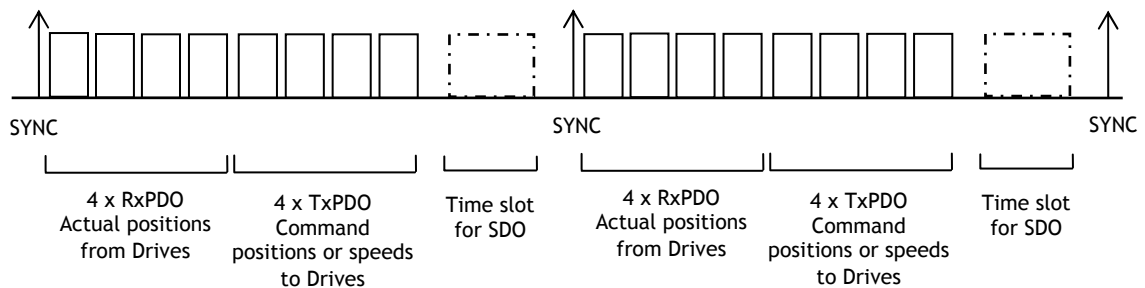 SYNC
SYNC
SYNC
4 x RxPDO
Actual positions
from Drives
4 x TxPDO
Command
positions or speeds
to Drives
Time slot
for SDO
4 x RxPDO
Actual positions
from Drives
4 x TxPDO
Command
positions or speeds
to Drives
Time slot
for SDO